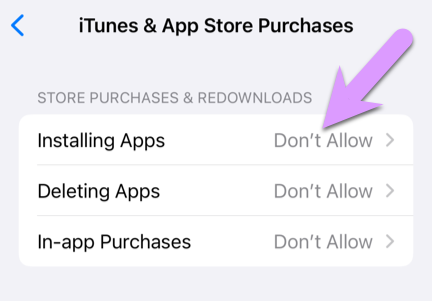 iTunes & App Store Purchases
STORE PURCHASES & REDOWNLOADS
Installing Apps Don’t Allow
Deleting Apps Don’t Allow
In-app Purchases Don’t Allow